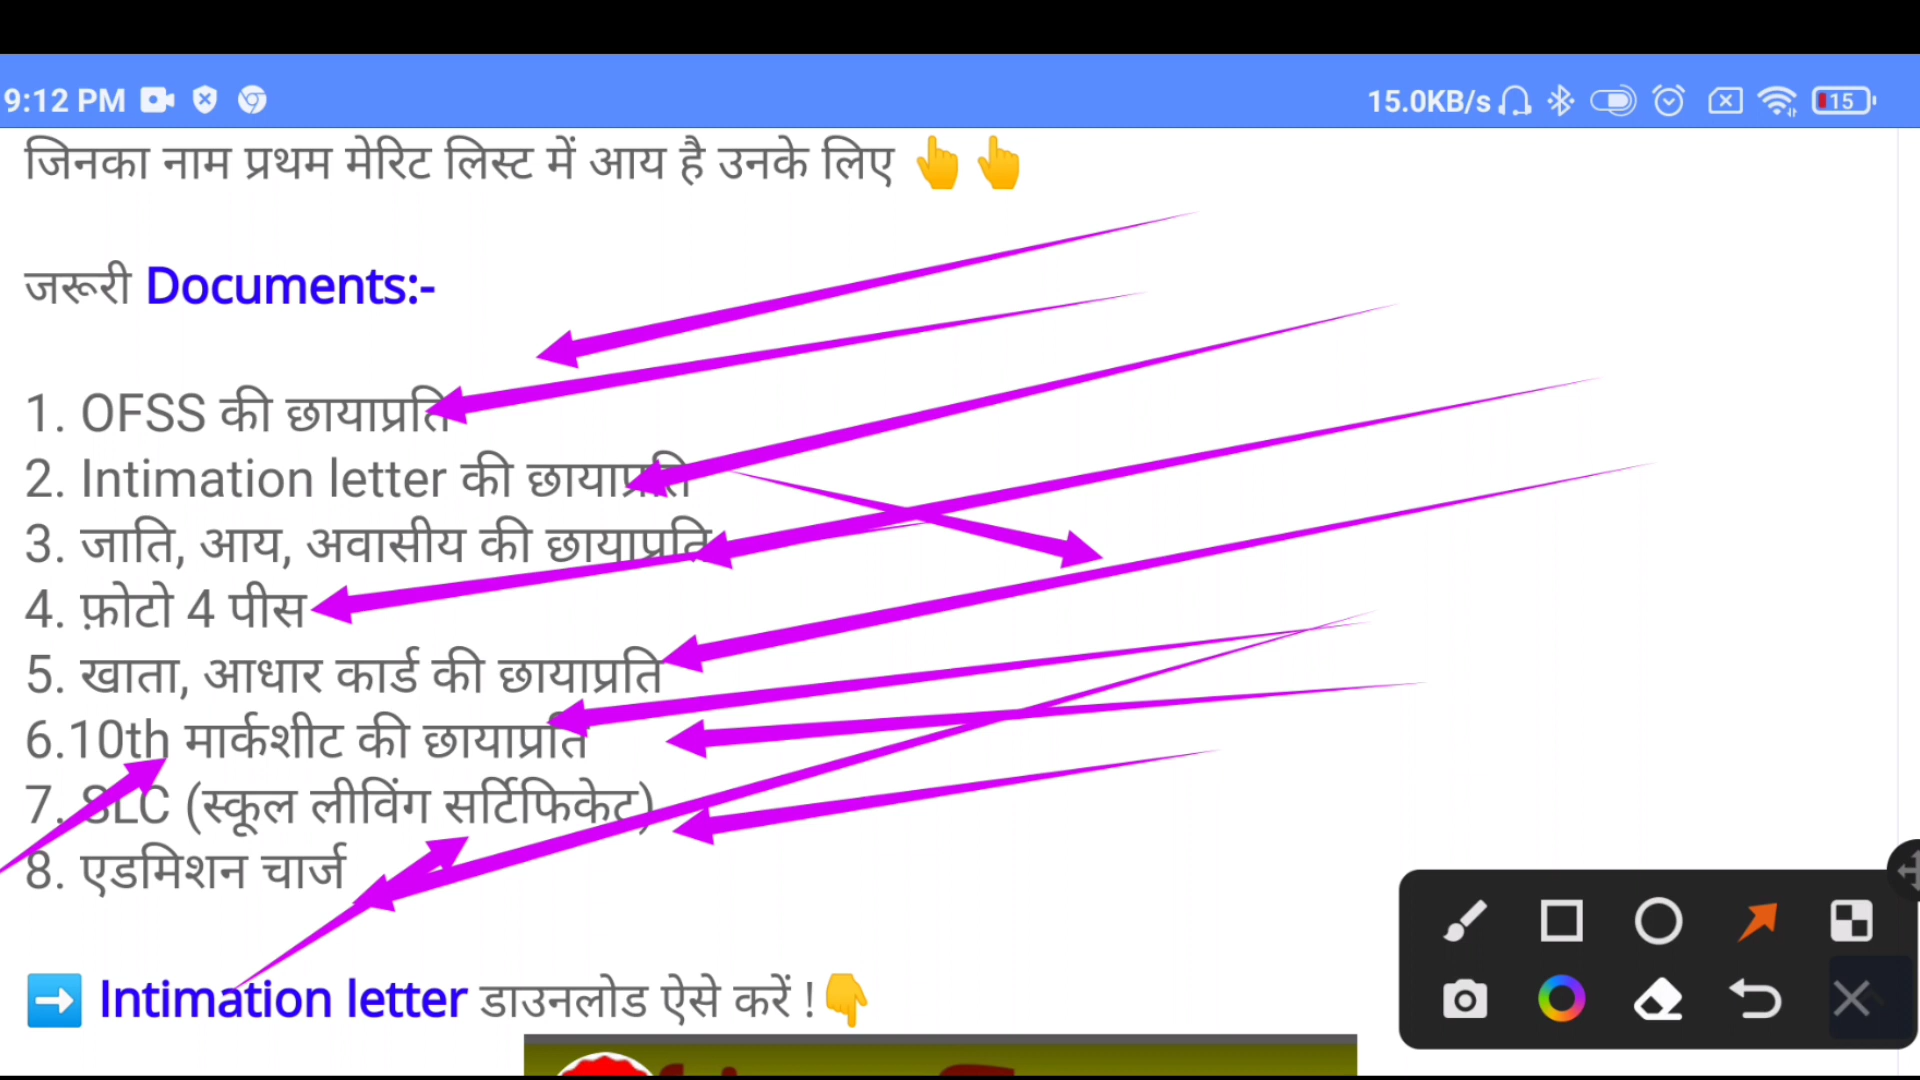 9:12 PM 15.0KB/s 15
जिनका नाम प्रथम मेरिट लिस्ट में आय है उनके लिए 👆👆
जरूरी Documents:-
1. OFSS की छायाप्रति
2. Intimation letter की छायाप्रति
3. जाति, आय, अवासीय की छायाप्रति
4. फ़ोटो 4 पीस
5. खाता, आधार कार्ड की छायाप्रति
6.10th मार्कशीट की छायाप्रति
7. SLC (स्कूल लीविंग सर्टिफिकेट)
8. एडमिशन चार्ज
➡ Intimation letter डाउनलोड ऐसे करें !👇